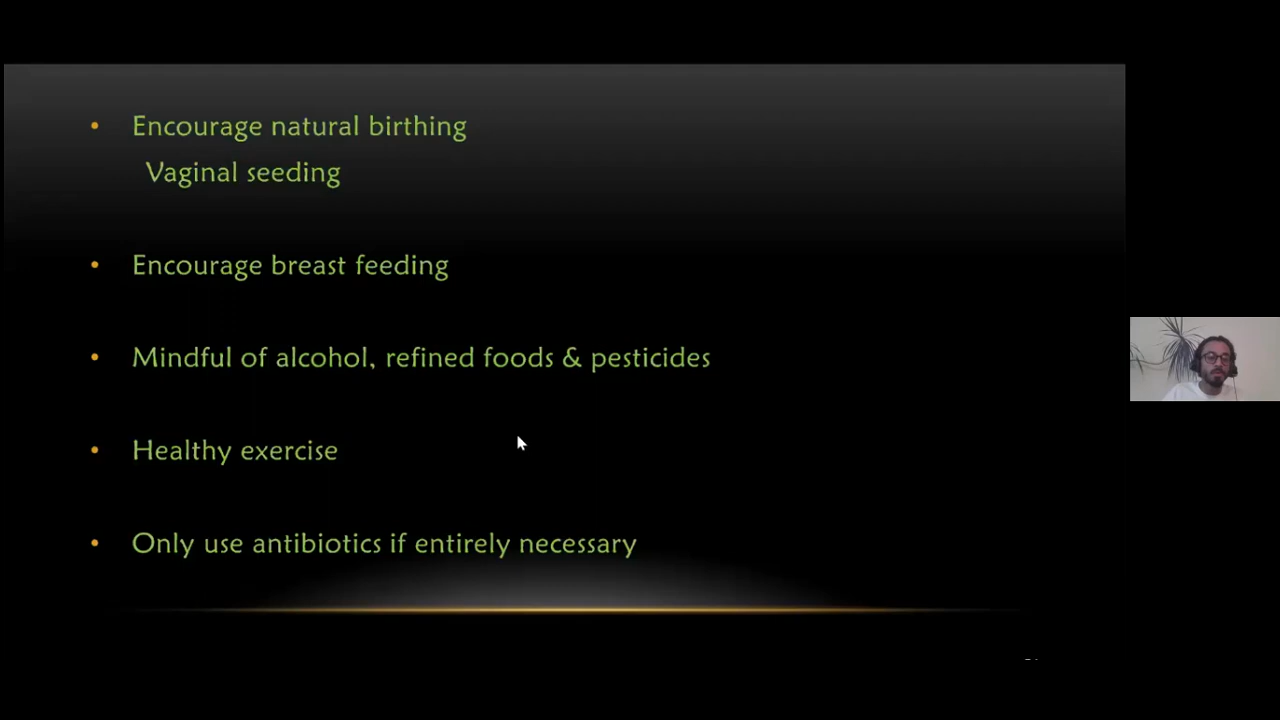 • Encourage natural birthing
Vaginal seeding
• Encourage breast feeding
• Mindful of alcohol, refined foods & pesticides
• Healthy exercise
• Only use antibiotics if entirely necessary